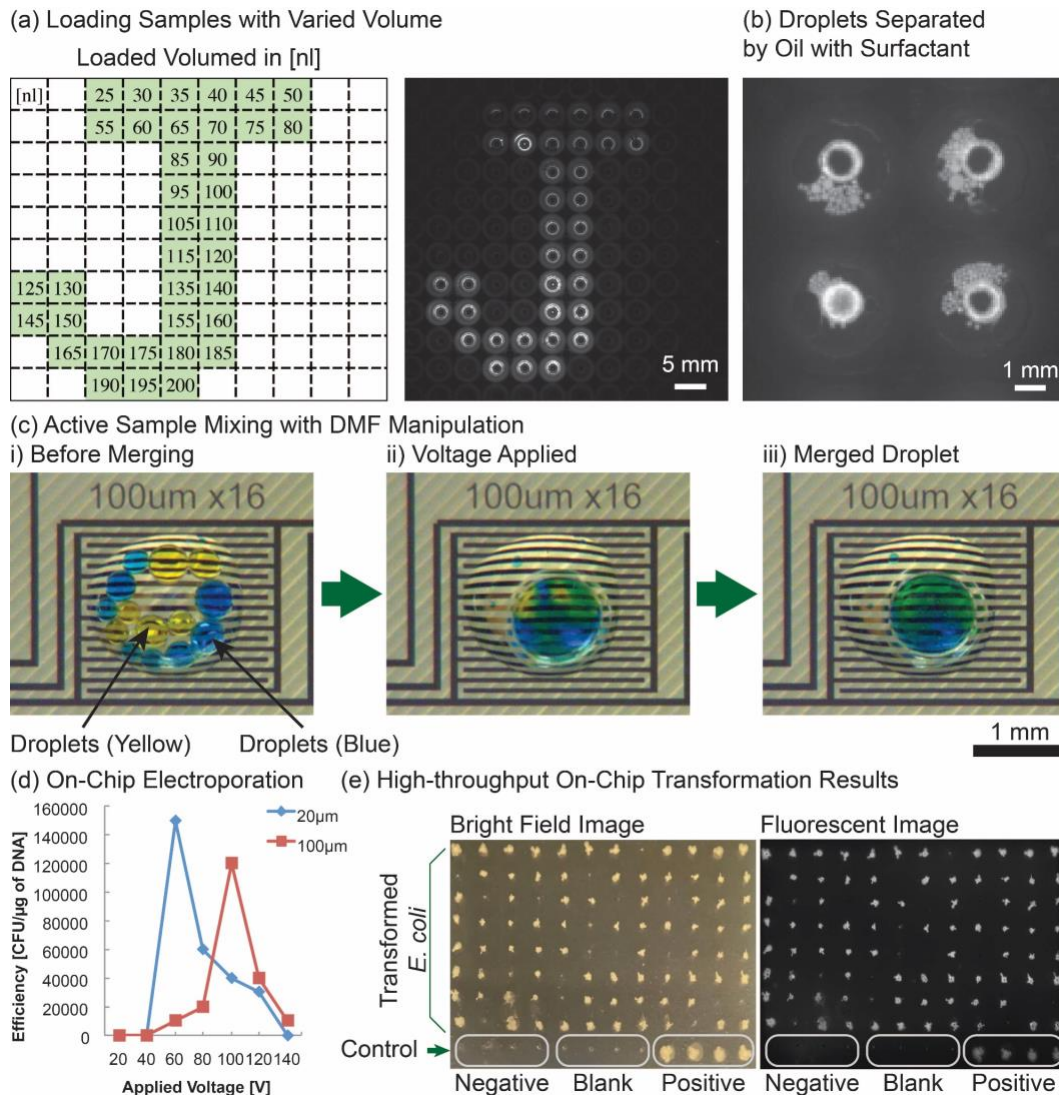 (a) Loading Samples with Varied Volume
Loaded Volumed in [nl]
[nl] 25 30 35 40 45 50
55 60 65 70 75 80
85 90
95 100
105 110
115 120
125 130 135 140
145 150 155 160
165 170 175 180 185
190 195 200
5 mm
(b) Droplets Separated
by Oil with Surfactant
1 mm
(c) Active Sample Mixing with DMF Manipulation
i) Before Merging
100um x16
Droplets (Yellow)
Droplets (Blue)
ii) Voltage Applied
100um x16
iii) Merged Droplet
100um x16
1 mm
(d) On-Chip Electroporation
160000
140000
120000
100000
80000
60000
40000
20000
0
Efficiency [CFU/µg of DNA]
20µm
100µm
20 40 60 80 100 120 140
Applied Voltage [V]
(e) High-throughput On-Chip Transformation Results
Bright Field Image
Fluorescent Image
Transformed
E. coli
Control
Negative Blank Positive
Negative Blank Positive